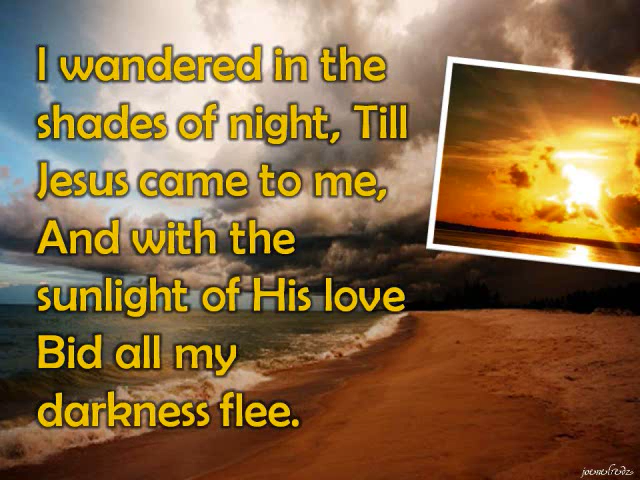 I wandered in the
shades of night, Till
Jesus came to me,
And with the
sunlight of His love
Bid all my
darkness flee.